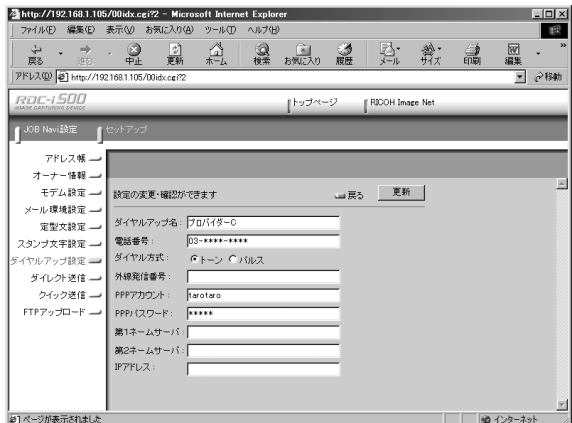 http://192.168.1.105/00idx.cgi?2 - Microsoft Internet Explorer
ファイル(F) 編集(E) 表示(V) お気に入り(A) ツール(T) ヘルプ(H)
戻る 進む 中止 更新 ホーム 検索 お気に入り 履歴 メール サイズ 印刷 編集
アドレス(D) http://192.168.1.105/00idx.cgi?2 移動
RDC-i500
IMAGE CAPTURING DEVICE
トップページ RICOH Image Net
JOB Navi設定 セットアップ
アドレス帳
オーナー情報
モデム設定
メール環境設定
定型文設定
スタンプ文字設定
ダイヤルアップ設定
ダイレクト送信
クイック送信
FTPアップロード
設定の変更・確認ができます 戻る 更新
ダイヤルアップ名: プロバイダーC
電話番号: 03-****-****
ダイヤル方式: トーン パルス
外線発信番号:
PPPアカウント: tarotaro
PPPパスワード: *****
第1ネームサーバ:
第2ネームサーバ:
IPアドレス:
ページが表示されました インターネット